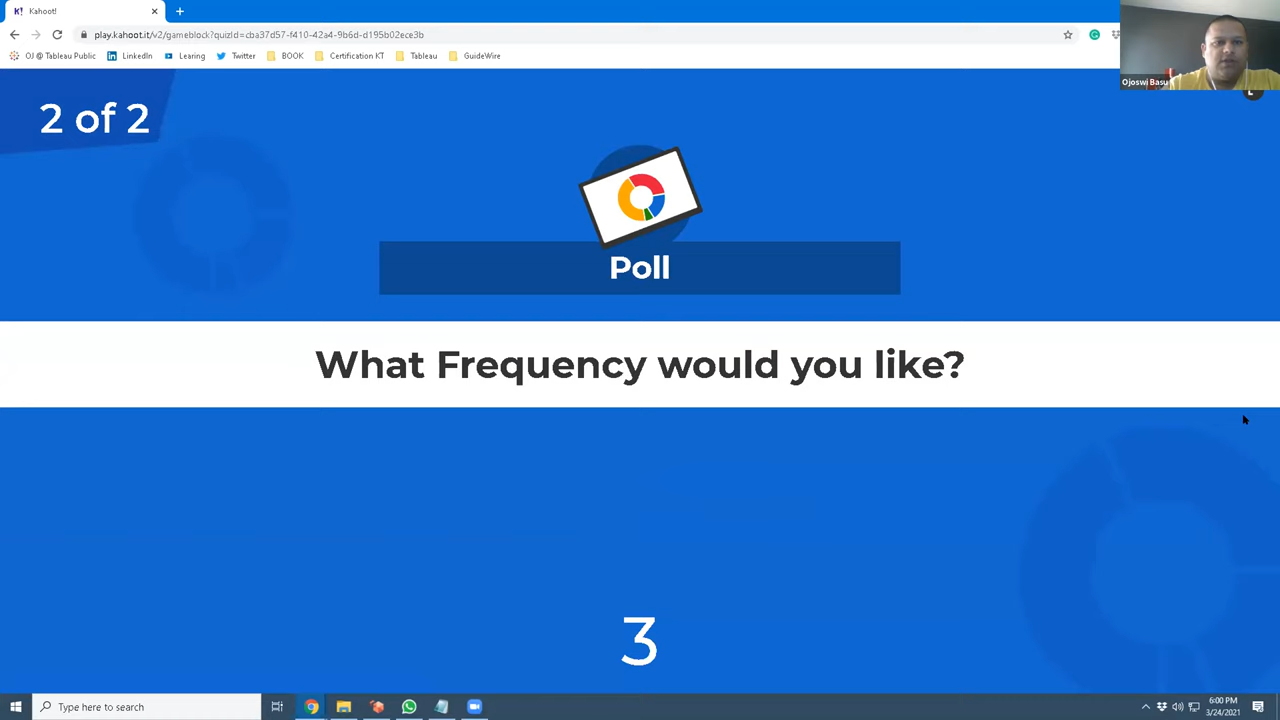 K! Kahoot!
play.kahoot.it/v2/gameblock?quizId=cba37d57-f410-42a4-9b6d-d195b02ece3b
OJ @ Tableau Public
LinkedIn
Learing
Twitter
BOOK
Certification KT
Tableau
GuideWire
Ojoswi Basu
2 of 2
Poll
What Frequency would you like?
3
Type here to search
6:00 PM
3/24/2021